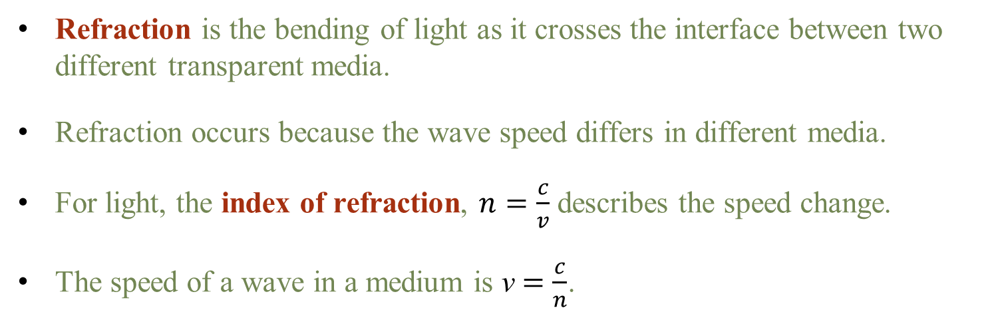 • Refraction is the bending of light as it crosses the interface between two
different transparent media.
• Refraction occurs because the wave speed differs in different media.
• For light, the index of refraction, n = c/v describes the speed change.
• The speed of a wave in a medium is v = c/n.